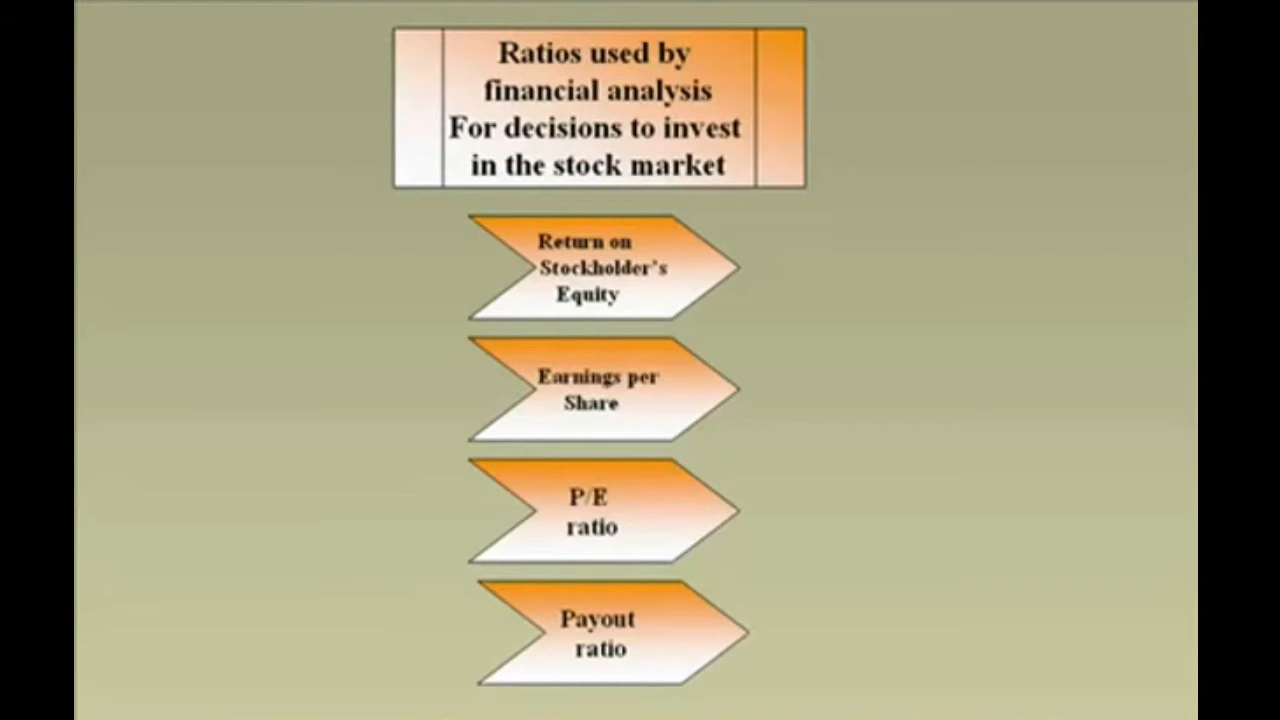 Ratios used by
financial analysis
For decisions to invest
in the stock market
Return on
Stockholder's
Equity
Earnings per
Share
P/E
ratio
Payout
ratio